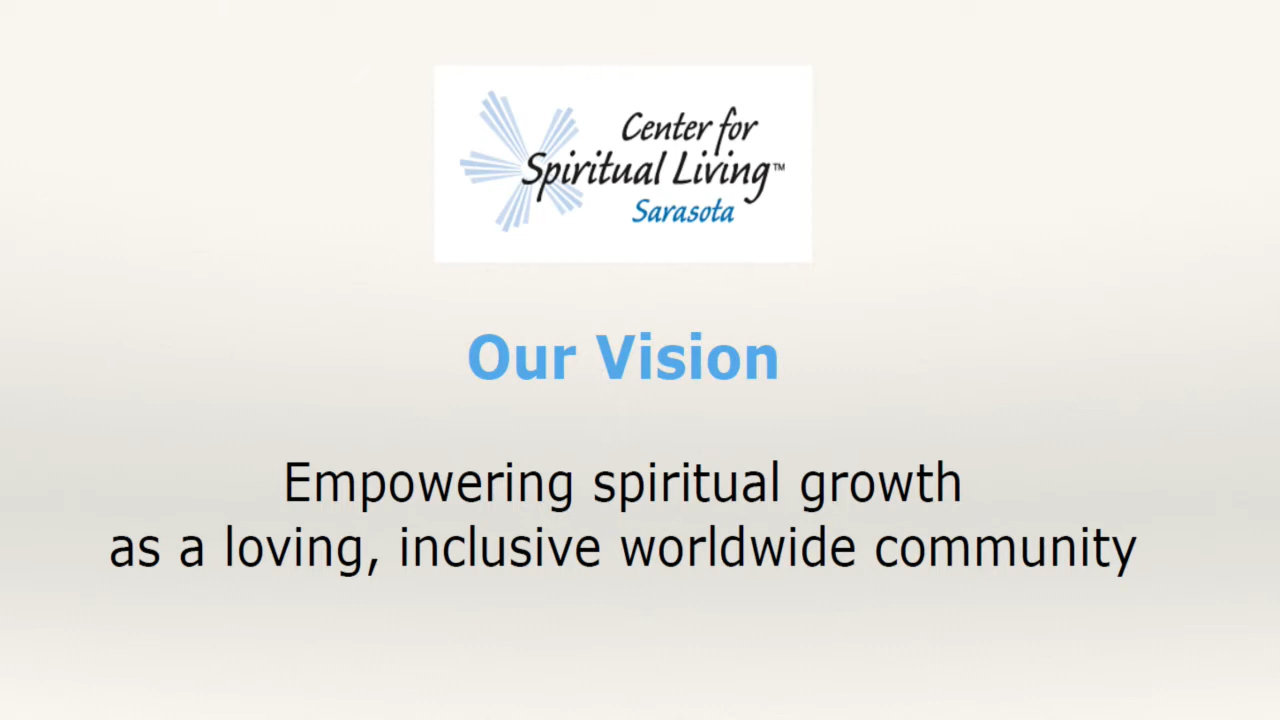 Center for
Spiritual Living™
Sarasota
Our Vision
Empowering spiritual growth
as a loving, inclusive worldwide community